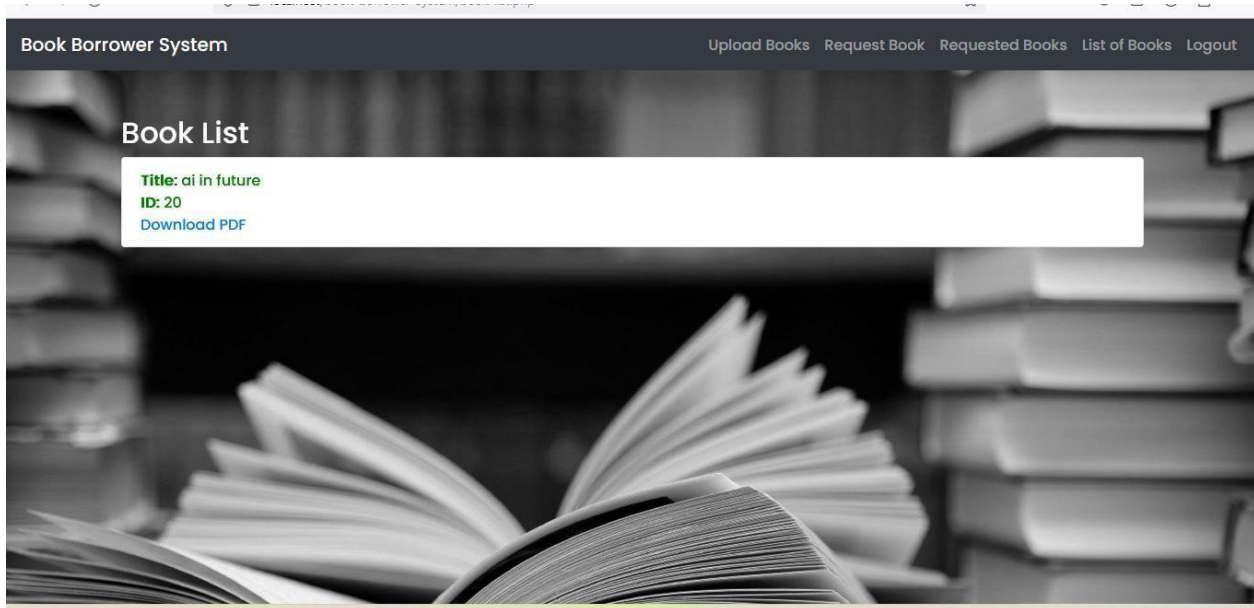 Book Borrower System
Upload Books Request Book Requested Books List of Books Logout
Book List
Title: ai in future
ID: 20
Download PDF